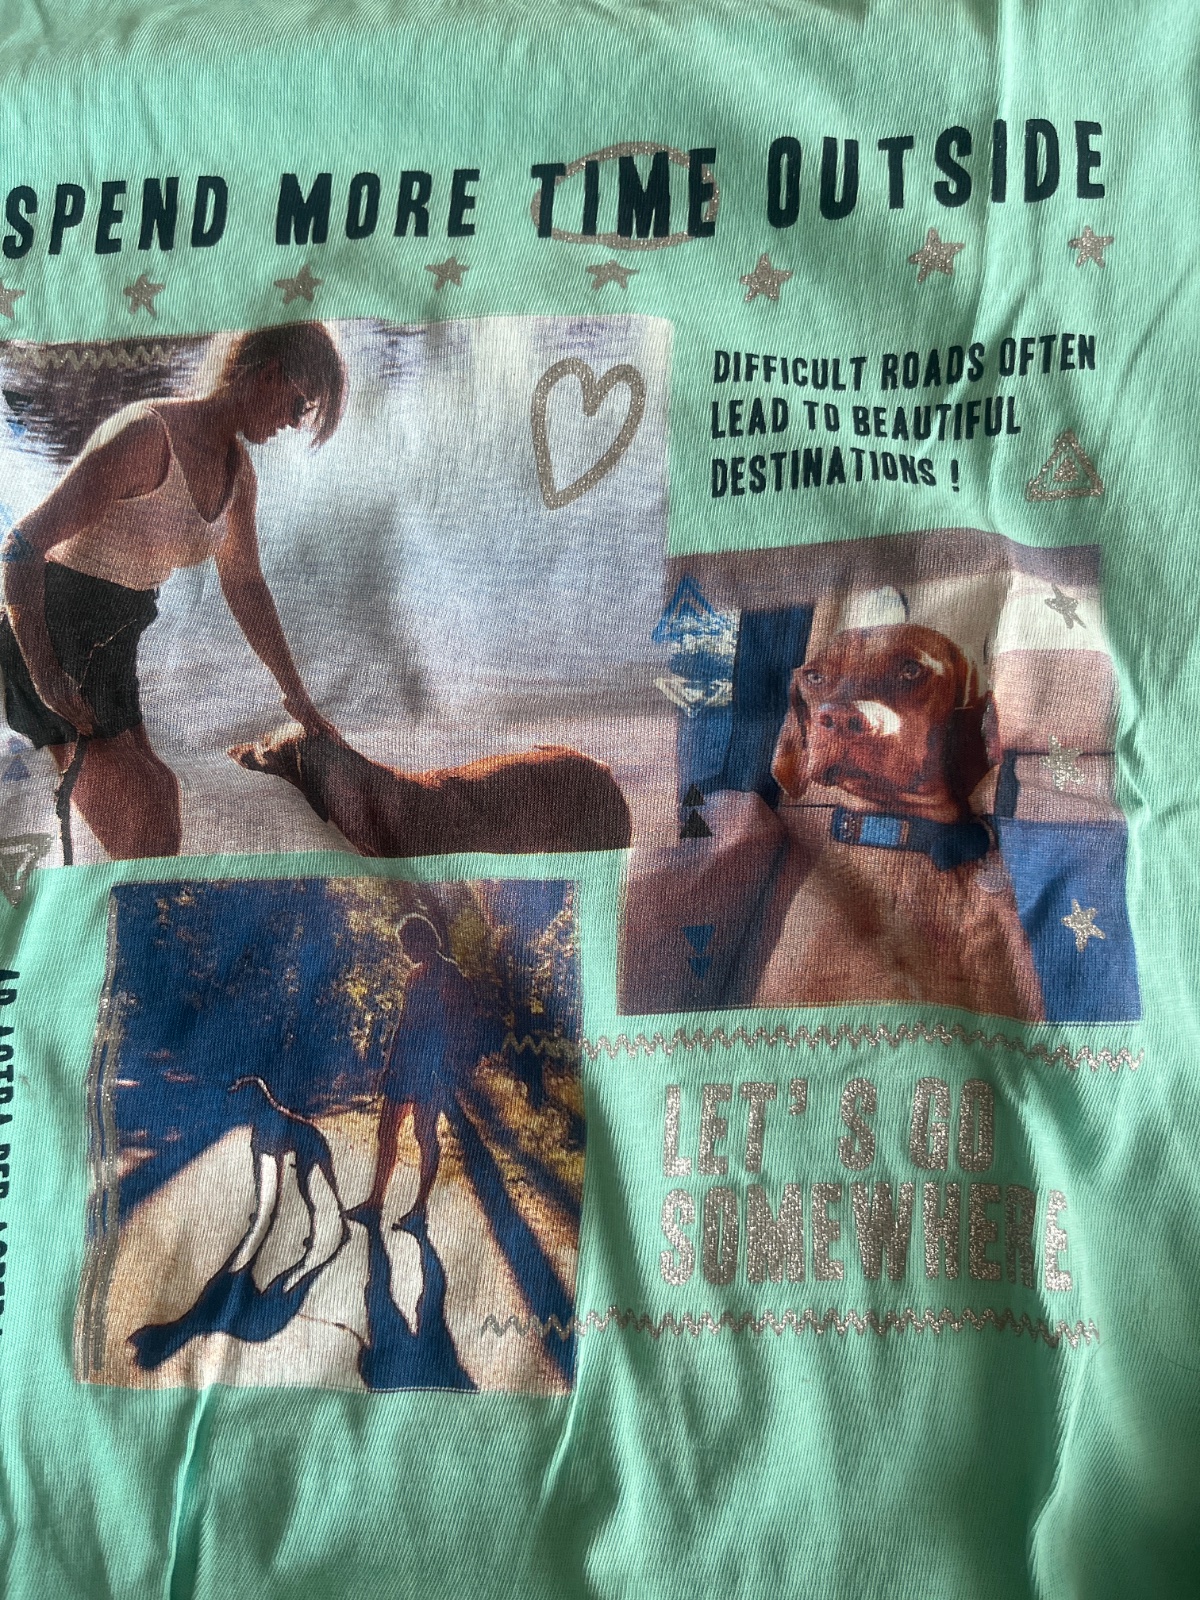 SPEND MORE TIME OUTSIDE
DIFFICULT ROADS OFTEN
LEAD TO BEAUTIFUL
DESTINATIONS !
LET'S GO
SOMEWHERE